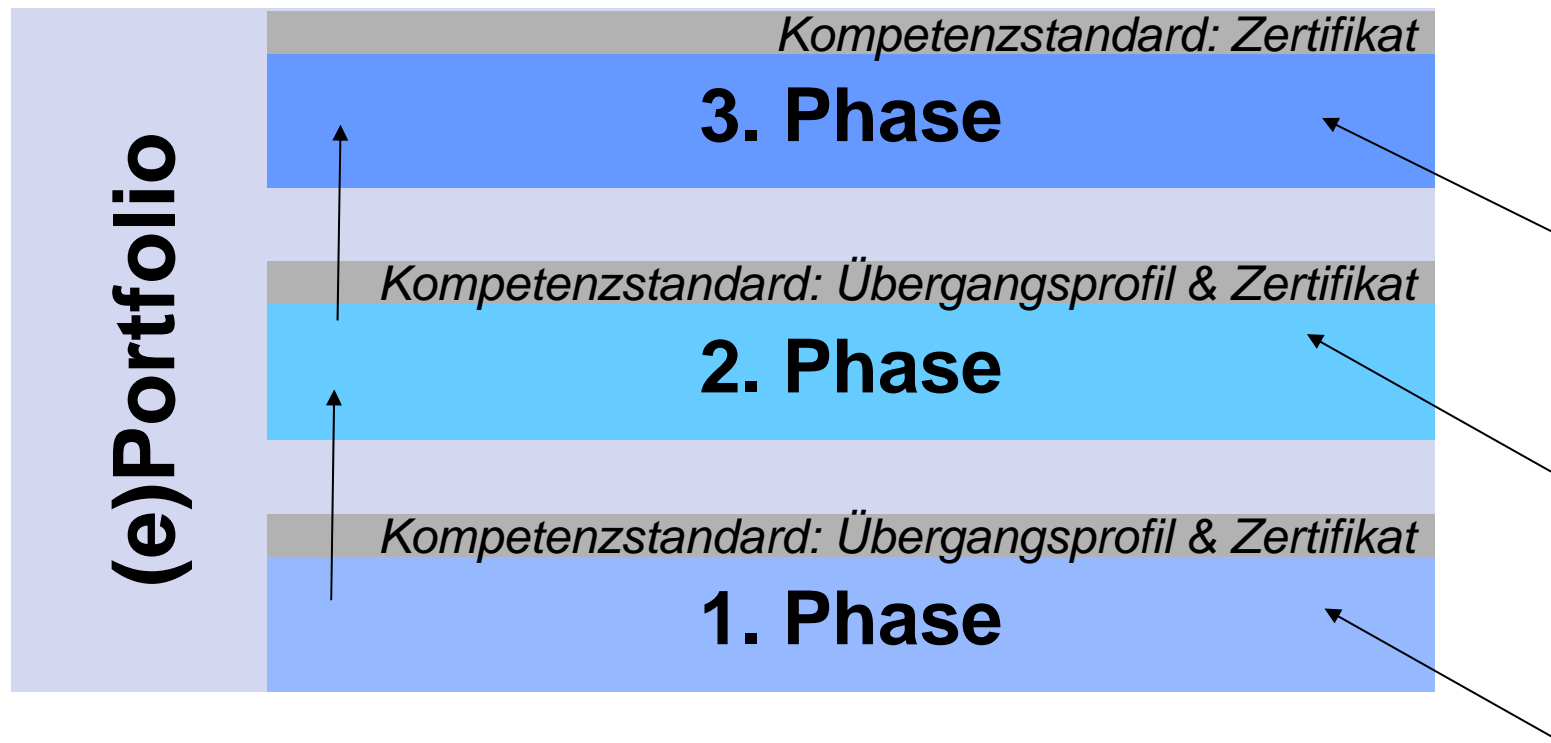 (e)Portfolio
Kompetenzstandard: Zertifikat
3. Phase
Kompetenzstandard: Übergangsprofil & Zertifikat
2. Phase
Kompetenzstandard: Übergangsprofil & Zertifikat
1. Phase